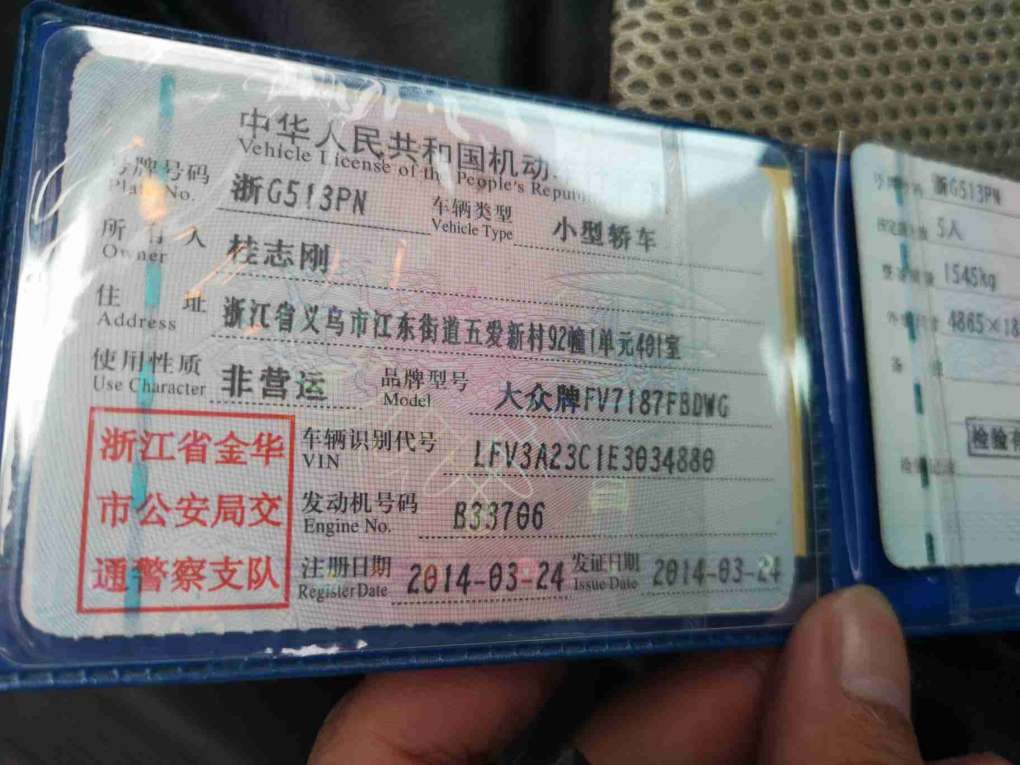 中华人民共和国机动
Vehicle License of the People's Repu
号牌号码 浙G513PN 车辆类型 小型轿车
Plate No. Vehicle Type
所有人 桂志刚
Owner
住址 浙江省义乌市江东街道五爱新村92幢1单元401室
Address
使用性质 非营运 品牌型号 大众牌FV7187FBDWG
Use Character Model
浙江省金华
市公安局交
通警察支队
车辆识别代号 LFV3A23C1E3034880
VIN
发动机号码 B33706
Engine No.
注册日期 2014-03-24 发证日期 2014-03-24
Register Date Issue Date
浙G513PN
5人
1545kg
4865×18
检验